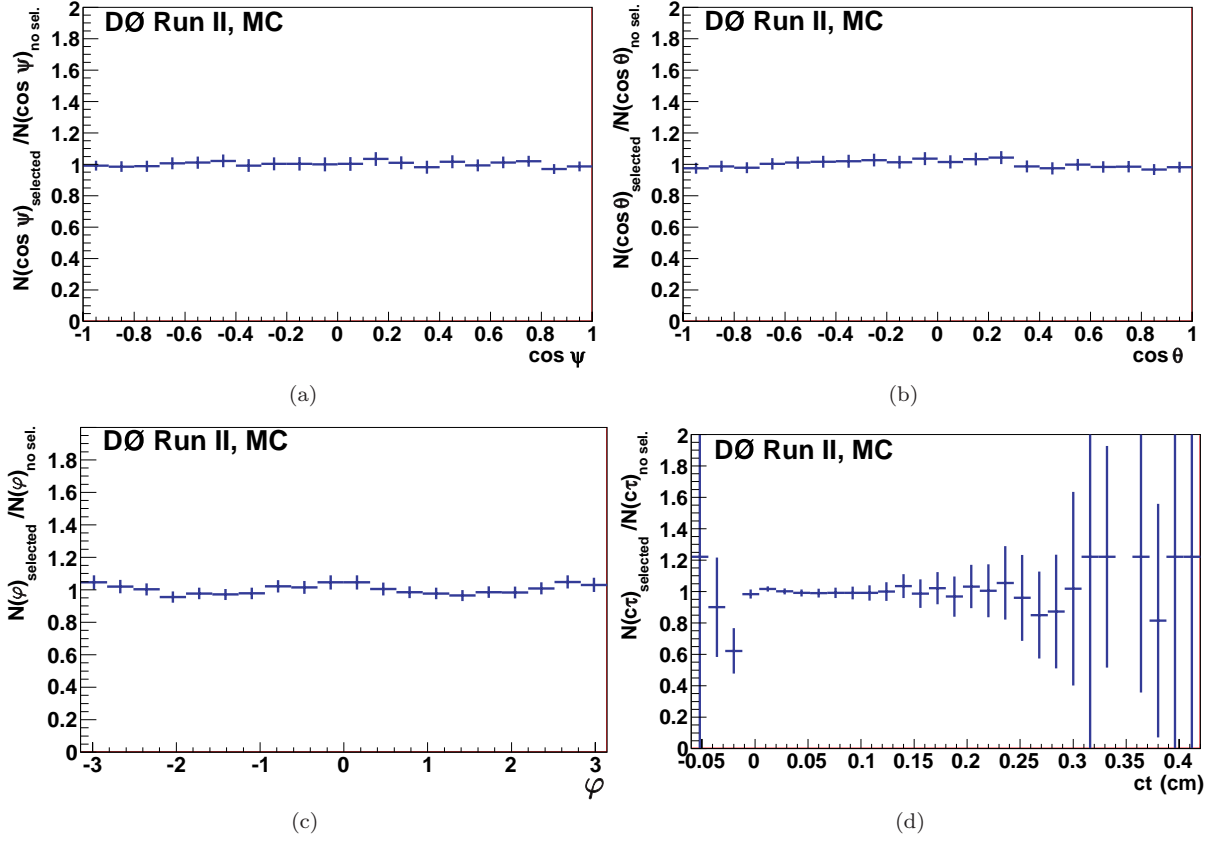 DØ Run II, MC
N(cos ψ)selected /N(cos ψ)no sel.
2
1.8
1.6
1.4
1.2
1
0.8
0.6
0.4
0.2
0
-1 -0.8 -0.6 -0.4 -0.2 0 0.2 0.4 0.6 0.8 1
cos ψ
(a)
DØ Run II, MC
N(cos θ)selected /N(cos θ)no sel.
2
1.8
1.6
1.4
1.2
1
0.8
0.6
0.4
0.2
0
-1 -0.8 -0.6 -0.4 -0.2 0 0.2 0.4 0.6 0.8 1
cos θ
(b)
DØ Run II, MC
N(φ)selected /N(φ)no sel.
1.8
1.6
1.4
1.2
1
0.8
0.6
0.4
0.2
0
-3 -2 -1 0 1 2 3
φ
(c)
DØ Run II, MC
N(cτ)selected /N(cτ)no sel.
2
1.8
1.6
1.4
1.2
1
0.8
0.6
0.4
0.2
0
-0.05 0 0.05 0.1 0.15 0.2 0.25 0.3 0.35 0.4
ct (cm)
(d)